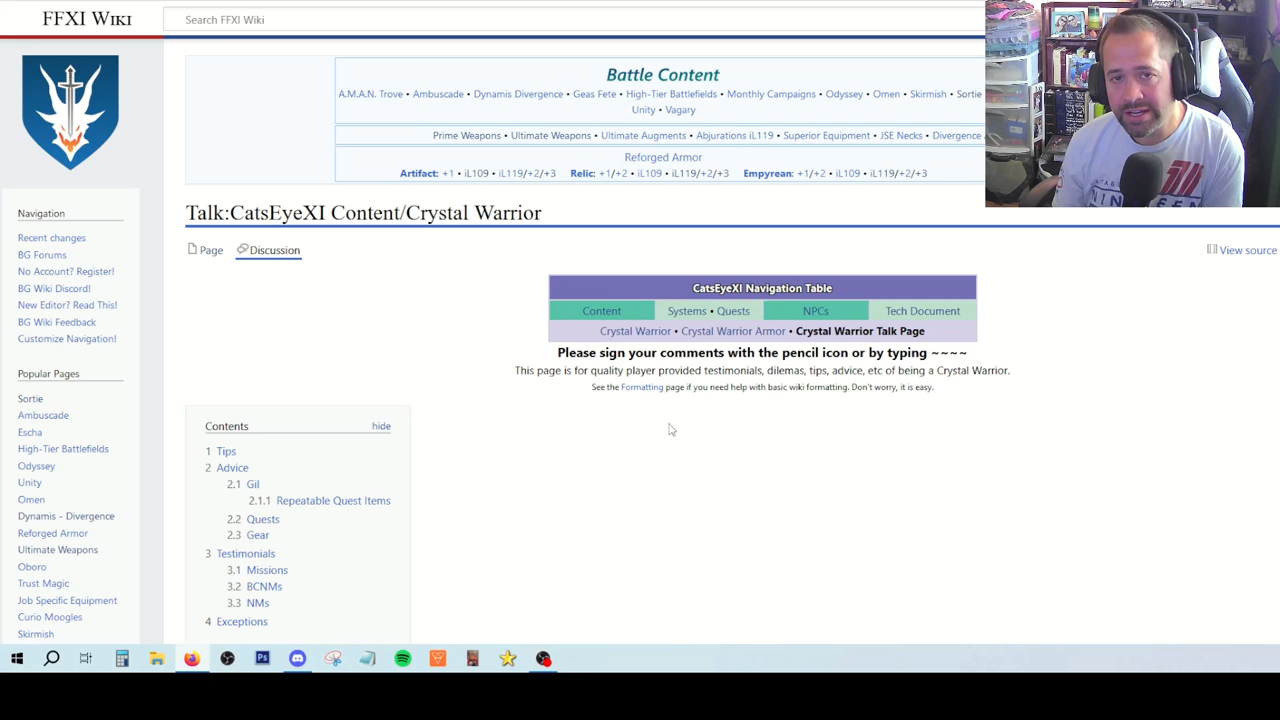 FFXI WIKI
Search FFXI Wiki
Battle Content
A.M.A.N. Trove • Ambuscade • Dynamis Divergence • Geas Fete • High-Tier Battlefields • Monthly Campaigns • Odyssey • Omen • Skirmish • Sortie
Unity • Vagary
Prime Weapons • Ultimate Weapons • Ultimate Augments • Abjurations iL119 • Superior Equipment • JSE Necks • Divergence
Reforged Armor
Artifact: +1 • iL109 • iL119/+2/+3 Relic: +1/+2 • iL109 • iL119/+2/+3 Empyrean: +1/+2 • iL109 • iL119/+2/+3
Talk:CatsEyeXI Content/Crystal Warrior
Page Discussion
View source
CatsEyeXI Navigation Table
Content Systems • Quests NPCs Tech Document
Crystal Warrior • Crystal Warrior Armor • Crystal Warrior Talk Page
Please sign your comments with the pencil icon or by typing ~~~~
This page is for quality player provided testimonials, dilemas, tips, advice, etc of being a Crystal Warrior.
See the Formatting page if you need help with basic wiki formatting. Don't worry, it is easy.
Contents hide
1 Tips
2 Advice
2.1 Gil
2.1.1 Repeatable Quest Items
2.2 Quests
2.3 Gear
3 Testimonials
3.1 Missions
3.2 BCNMs
3.3 NMs
4 Exceptions
Navigation
Recent changes
BG Forums
No Account? Register!
BG Wiki Discord!
New Editor? Read This!
BG Wiki Feedback
Customize Navigation!
Popular Pages
Sortie
Ambuscade
Escha
High-Tier Battlefields
Odyssey
Unity
Omen
Dynamis - Divergence
Reforged Armor
Ultimate Weapons
Oboro
Trust Magic
Job Specific Equipment
Curio Moogles
Skirmish
Ps